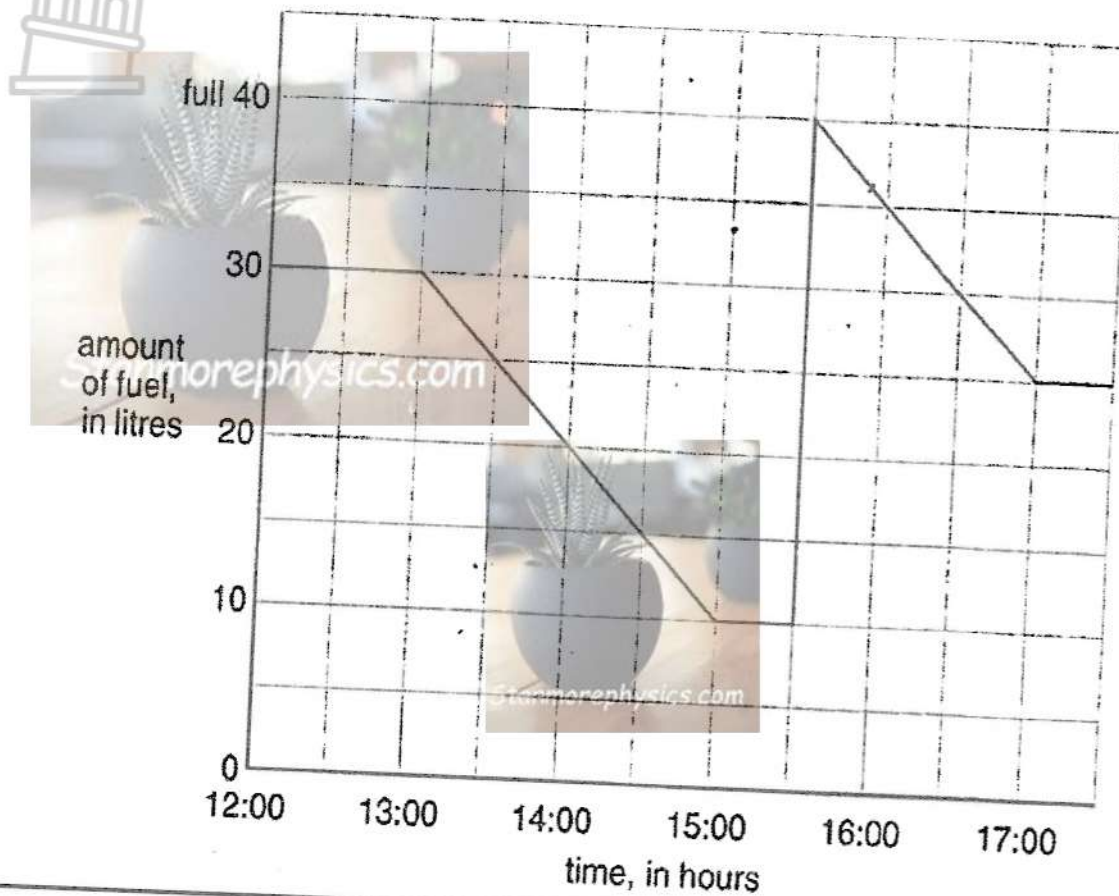 full 40
30
amount
of fuel,
in litres
Stanmorephysics.com
20
10
Stanmorephysics.com
0
12:00 13:00 14:00 15:00 16:00 17:00
time, in hours